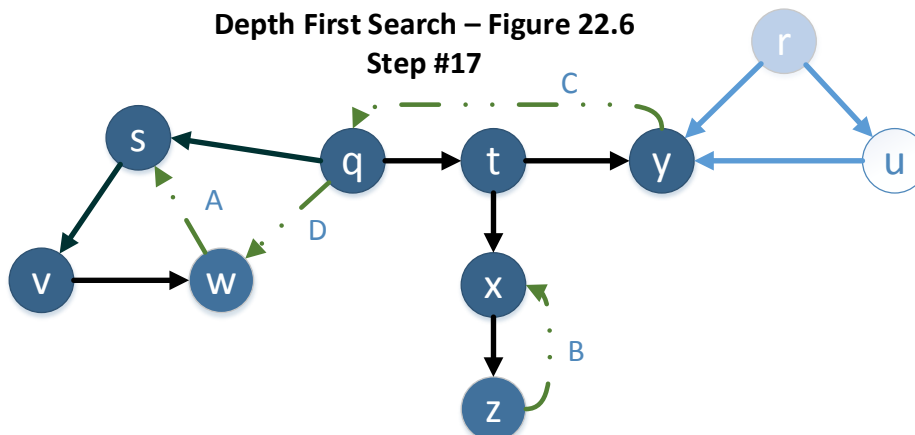 Depth First Search – Figure 22.6
Step #17
r
C
s
q
t
y
u
A
D
v
w
x
B
z